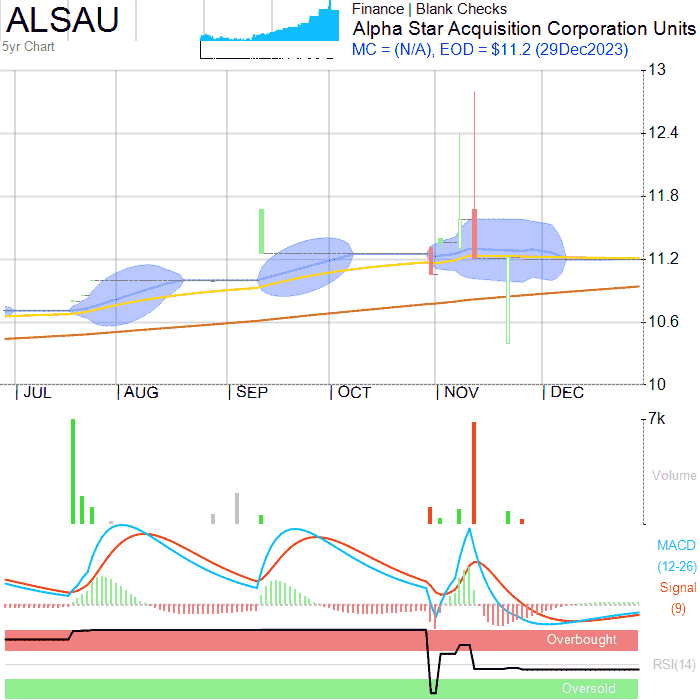 ALSAU
5yr Chart
Finance | Blank Checks
Alpha Star Acquisition Corporation Units
MC = (N/A), EOD = $11.2 (29Dec2023)
13
12.4
11.8
11.2
10.6
10
JUL AUG SEP OCT NOV DEC
7k
Volume
MACD
(12-26)
Signal
(9)
Overbought
RSI(14)
Oversold